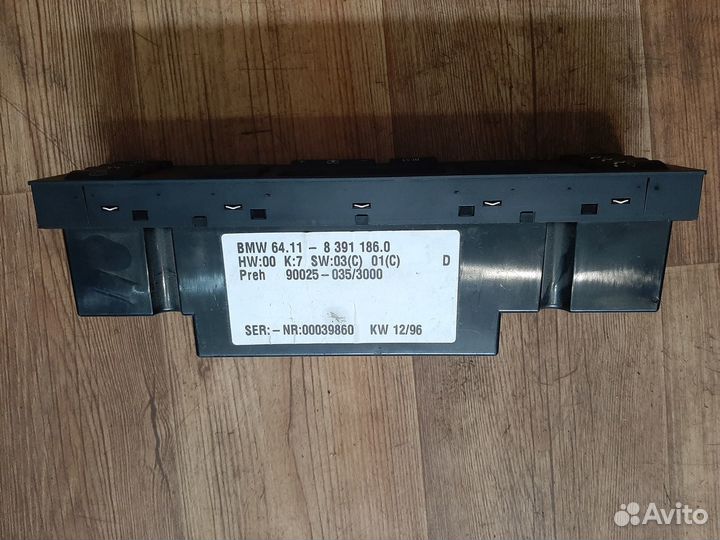 BMW 64.11 – 8 391 186.0
HW:00 K:7 SW:03(C) 01(C) D
Preh 90025-035/3000
SER:-NR:00039860 KW 12/96
Avito